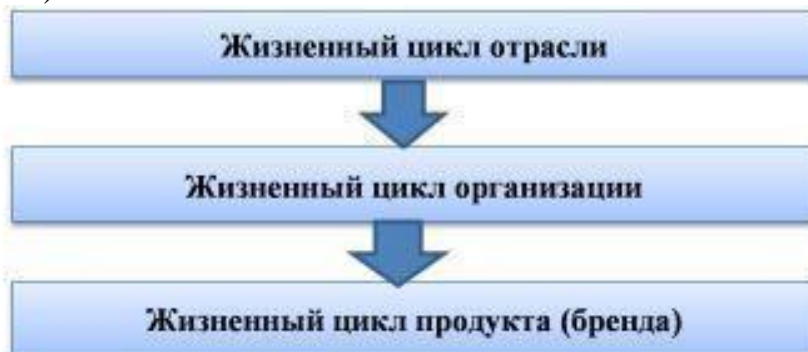 Жизненный цикл отрасли
Жизненный цикл организации
Жизненный цикл продукта (бренда)